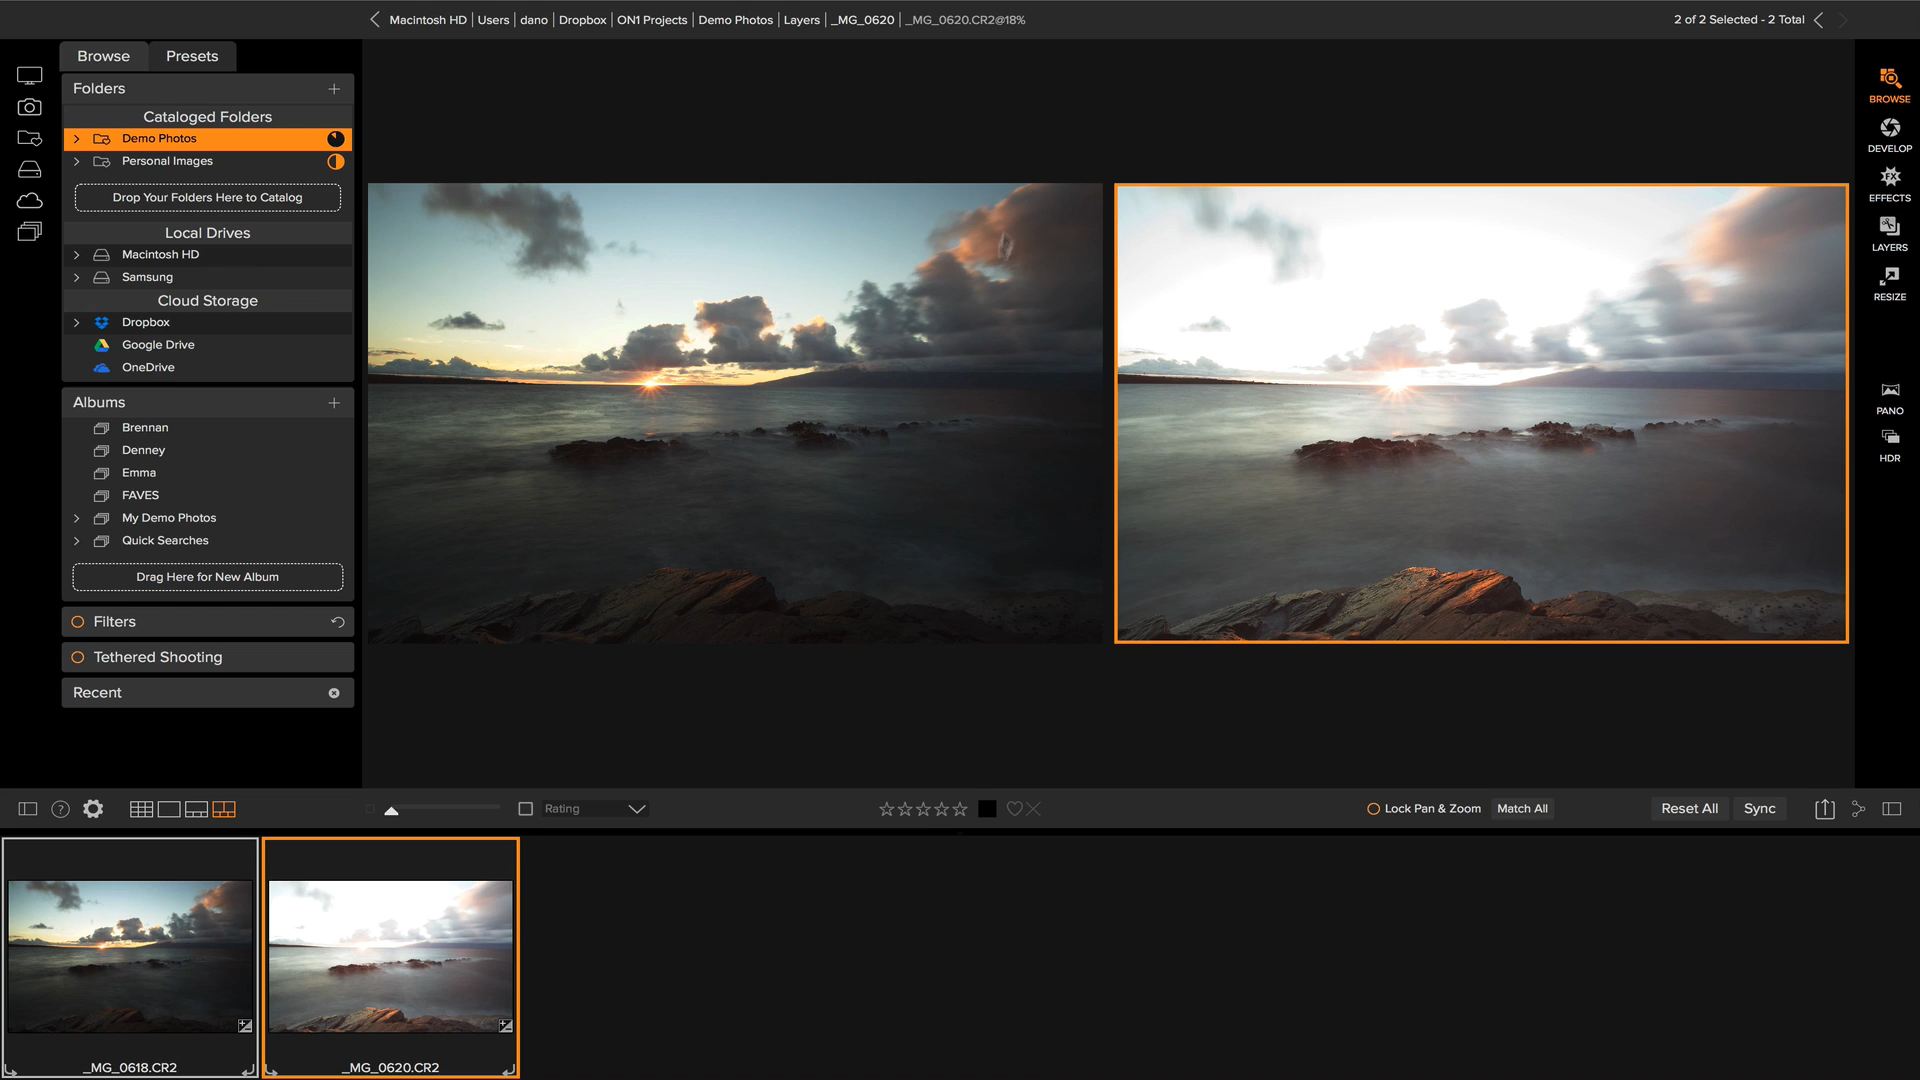 Macintosh HD | Users | dano | Dropbox | ON1 Projects | Demo Photos | Layers | _MG_0620 | _MG_0620.CR2@18%
2 of 2 Selected - 2 Total
Browse
Presets
Folders
Cataloged Folders
Demo Photos
Personal Images
Drop Your Folders Here to Catalog
Local Drives
Macintosh HD
Samsung
Cloud Storage
Dropbox
Google Drive
OneDrive
Albums
Brennan
Denney
Emma
FAVES
My Demo Photos
Quick Searches
Drag Here for New Album
Filters
Tethered Shooting
Recent
BROWSE
DEVELOP
FX
EFFECTS
LAYERS
RESIZE
PANO
HDR
?
Rating
Lock Pan & Zoom
Match All
Reset All
Sync
_MG_0618.CR2
_MG_0620.CR2